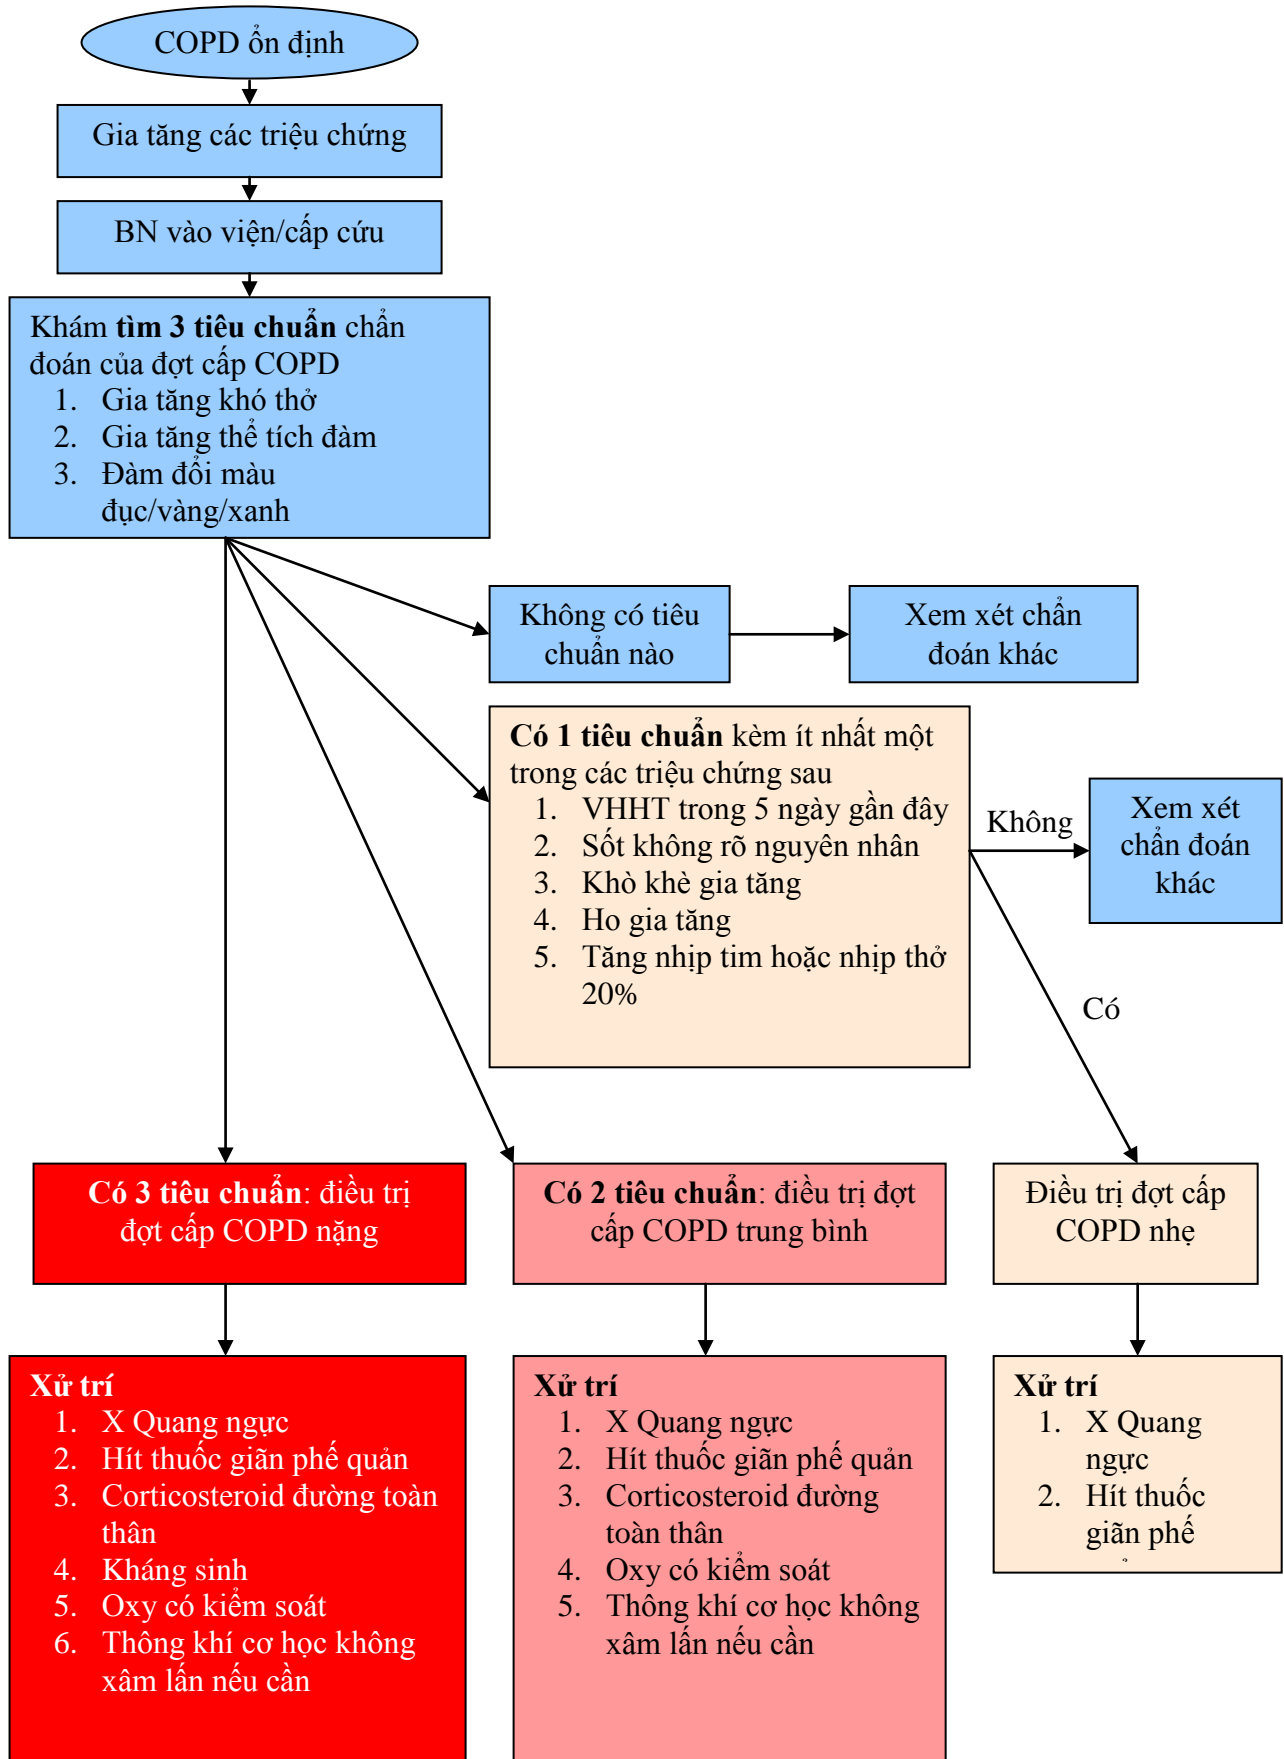 COPD ổn định
Gia tăng các triệu chứng
BN vào viện/cấp cứu
Khám tìm 3 tiêu chuẩn chẩn
đoán của đợt cấp COPD
1. Gia tăng khó thở
2. Gia tăng thể tích đàm
3. Đàm đổi màu
đục/vàng/xanh
Không có tiêu
chuẩn nào
Xem xét chẩn
đoán khác
Có 1 tiêu chuẩn kèm ít nhất một
trong các triệu chứng sau
1. VHHT trong 5 ngày gần đây
2. Sốt không rõ nguyên nhân
3. Khò khè gia tăng
4. Ho gia tăng
5. Tăng nhịp tim hoặc nhịp thở
20%
Không
Xem xét
chẩn đoán
khác
Có
Có 3 tiêu chuẩn: điều trị
đợt cấp COPD nặng
Có 2 tiêu chuẩn: điều trị đợt
cấp COPD trung bình
Điều trị đợt cấp
COPD nhẹ
Xử trí
1. X Quang ngực
2. Hít thuốc giãn phế quản
3. Corticosteroid đường toàn
thân
4. Kháng sinh
5. Oxy có kiểm soát
6. Thông khí cơ học không
xâm lấn nếu cần
Xử trí
1. X Quang ngực
2. Hít thuốc giãn phế quản
3. Corticosteroid đường
toàn thân
4. Oxy có kiểm soát
5. Thông khí cơ học không
xâm lấn nếu cần
Xử trí
1. X Quang
ngực
2. Hít thuốc
giãn phế